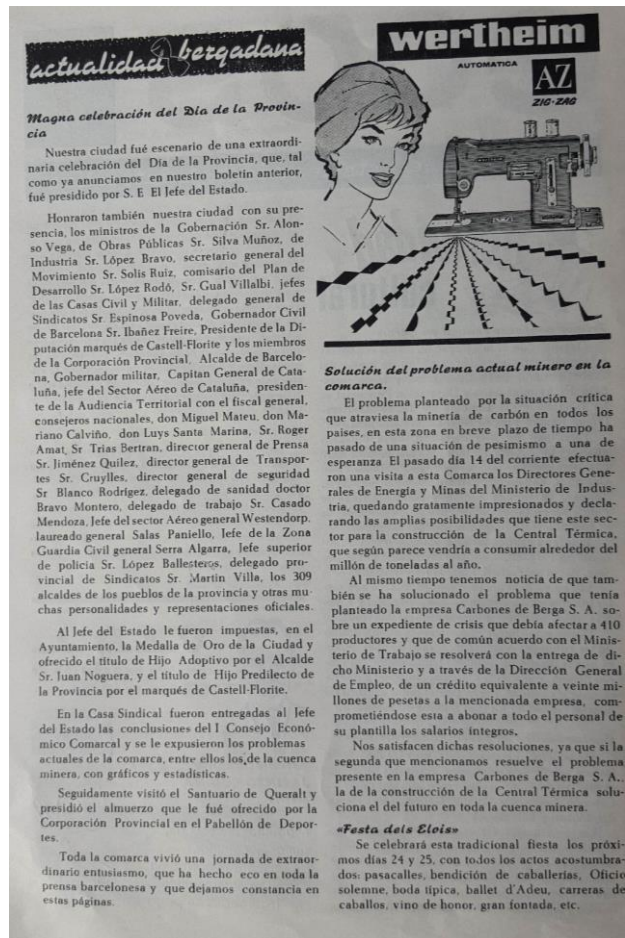 actualidad bergadana
Magna celebración del Dia de la Provin-
cia
Nuestra ciudad fué escenario de una extraordi-
naria celebración del Día de la Provincia, que, tal
como ya anunciamos en nuestro boletin anterior,
fué presidido por S. E. El Jefe del Estado.
Honraron también nuestra ciudad con su pre-
sencia, los ministros de la Gobernación Sr. Alon-
so Vega, de Obras Públicas Sr. Silva Muñoz, de
Industria Sr. López Bravo, secretario general del
Movimiento Sr. Solis Ruiz, comisario del Plan de
Desarrollo Sr. López Rodó, Sr. Gual Villalbi, jefes
de las Casas Civil y Militar, delegado general de
Sindicatos Sr. Espinosa Poveda, Gobernador Civil
de Barcelona Sr. Ibañez Freire, Presidente de la Di-
putación marqués de Castell-Florite y los miembros
de la Corporación Provincial, Alcalde de Barcelo-
na, Gobernador militar, Capitan General de Cata-
luña, jefe del Sector Aéreo de Cataluña, presiden-
te de la Audiencia Territorial con el fiscal general,
consejeros nacionales, don Miguel Mateu, don Ma-
riano Calviño, don Luys Santa Marina, Sr. Roger
Amat, Sr Trias Bertran, director general de Prensa
Sr. Jiménez Quilez, director general de Transpor-
tes Sr. Cruylles, director general de seguridad
Sr Blanco Rodrígez, delegado de sanidad doctor
Bravo Montero, delegado de trabajo Sr. Casado
Mendoza, Jefe del sector Aéreo general Westendorp,
laureado general Salas Paniello, Jefe de la Zona
Guardia Civil general Serra Algarra, Jefe superior
de policia Sr. López Ballesteros, delegado pro-
vincial de Sindicatos Sr. Martin Villa, los 309
alcaldes de los pueblos de la provincia y otras mu-
chas personalidades y representaciones oficiales.
Al Jefe del Estado le fueron impuestas, en el
Ayuntamiento, la Medalla de Oro de la Ciudad y
ofrecido el titulo de Hijo Adoptivo por el Alcalde
Sr. Juan Noguera, y el título de Hijo Predilecto de
la Provincia por el marqués de Castell-Florite.
En la Casa Sindical fueron entregadas al Jefe
del Estado las conclusiones del I Consejo Econó-
mico Comarcal y se le expusieron los problemas
actuales de la comarca, entre ellos los de la cuenca
minera, con gráficos y estadísticas.
Seguidamente visitó el Santuario de Queralt y
presidió el almuerzo que le fué ofrecido por la
Corporación Provincial en el Pabellón de Depor-
tes.
Toda la comarca vivió una jornada de extraor-
dinario entusiasmo, que ha hecho eco en toda la
prensa barcelonesa y que dejamos constancia en
estas páginas.
wertheim
AUTOMATICA
AZ
ZIG-ZAG
Solución del problema actual minero en la
comarca.
El problema planteado por la situación crítica
que atraviesa la minería de carbón en todos los
paises, en esta zona en breve plazo de tiempo ha
pasado de una situación de pesimismo a una de
esperanza El pasado día 14 del corriente efectua-
ron una visita a esta Comarca los Directores Gene-
rales de Energía y Minas del Ministerio de Indus-
tria, quedando gratamente impresionados y decla-
rando las amplias posibilidades que tiene este sec-
tor para la construcción de la Central Térmica,
que según parece vendría a consumir alrededor del
millón de toneladas al año.
Al mismo tiempo tenemos noticia de que tam-
bién se ha solucionado el problema que tenía
planteado la empresa Carbones de Berga S. A. so-
bre un expediente de crisis que debía afectar a 410
productores y que de común acuerdo con el Minis-
terio de Trabajo se resolverá con la entrega de di-
cho Ministerio y a través de la Dirección General
de Empleo, de un crédito equivalente a veinte mi-
llones de pesetas a la mencionada empresa, com-
prometiéndose esta a abonar a todo el personal de
su plantilla los salarios integros,
Nos satisfacen dichas resoluciones, ya que si la
segunda que mencionamos resuelve el problema
presente en la empresa Carbones de Berga S. A.,
la de la construcción de la Central Térmica solu-
ciona el del futuro en toda la cuenca minera.
«Festa dels Elois»
Se celebrará esta tradicional fiesta los próxi-
mos días 24 y 25, con todos los actos acostumbra-
dos: pasacalles, bendición de caballerías, Oficio
solemne, boda típica, ballet d'Adeu, carreras de
caballos, vino de honor, gran fontada, etc.